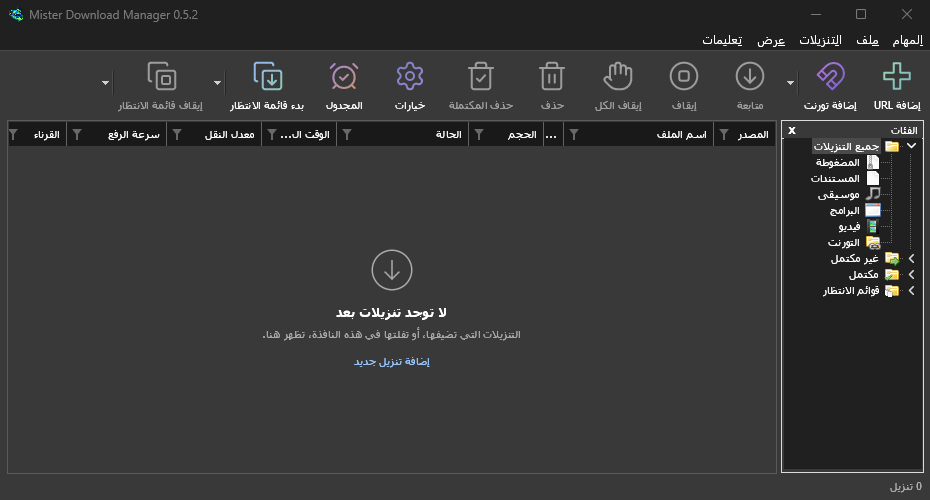 Mister Download Manager 0.5.2
المهام ملف التنزيلات عرض تعليمات
إضافة URL إضافة تورنت متابعة إيقاف إيقاف الكل حذف حذف المكتملة خيارات المجدول بدء قائمة الانتظار إيقاف قائمة الانتظار
الفئات x
جميع التنزيلات
المضغوطة
المستندات
موسيقى
البرامج
فيديو
التورنت
غير مكتمل
مكتمل
قوائم الانتظار
المصدر اسم الملف ... الحجم الحالة الوقت ال... معدل النقل سرعة الرفع القرناء
لا توجد تنزيلات بعد
التنزيلات التي تضيفها، أو تفلتها في هذه النافذة، تظهر هنا.
إضافة تنزيل جديد
0 تنزيل